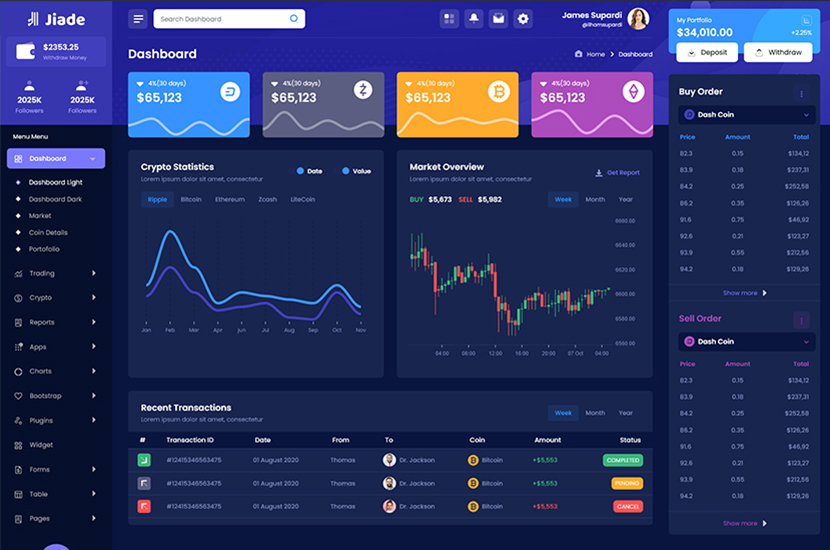 Jiade
$2353.25
Withdraw Money
2025K
Followers
2025K
Followers
Menu Menu
Dashboard
Dashboard Light
Dashboard Dark
Market
Coin Details
Portofolio
Trading
Crypto
Reports
Apps
Charts
Bootstrap
Plugins
Widget
Forms
Table
Pages
Search Dashboard
James Supardi
@ilhamsupardi
Dashboard
Home Dashboard
4%(30 days)
$65,123
4%(30 days)
$65,123
4%(30 days)
$65,123
4%(30 days)
$65,123
Crypto Statistics
Lorem ipsum dolor sit amet, consectetur
Date Value
Ripple Bitcoin Ethereum Zcash LiteCoin
Jan Feb Mar Apr Jun Jul Aug Sep Oct Nov
Market Overview
Lorem ipsum dolor sit amet, consectetur
Get Report
BUY $5,673 SELL $5,982
Week Month Year
6660.00
6640.00
6620.00
6600.00
6580.00
6560.00
04:00 08:00 12:00 16:00 20:00 07 Oct 04:00
Recent Transactions
Lorem ipsum dolor sit amet, consectetur
Week Month Year
# Transaction ID Date From To Coin Amount Status
#12415346563475 01 August 2020 Thomas Dr. Jackson Bitcoin +$5,553 COMPLETED
#12415346563475 01 August 2020 Thomas Dr. Jackson Bitcoin +$5,553 PENDING
#12415346563475 01 August 2020 Thomas Dr. Jackson Bitcoin +$5,553 CANCEL
My Portfolio
$34,010.00
+2.25%
Deposit Withdraw
Buy Order
Dash Coin
Price Amount Total
82.3 0.15 $134,12
83.9 0.18 $237,31
84.2 0.25 $252,58
86.2 0.35 $126,26
91.6 0.75 $46,92
92.6 0.21 $123,27
93.9 0.55 $212,56
94.2 0.18 $129,26
Show more
Sell Order
Dash Coin
Price Amount Total
82.3 0.15 $134,12
83.9 0.18 $237,31
84.2 0.25 $252,58
86.2 0.35 $126,26
91.6 0.75 $46,92
92.6 0.21 $123,27
93.9 0.55 $212,56
94.2 0.18 $129,26
Show more